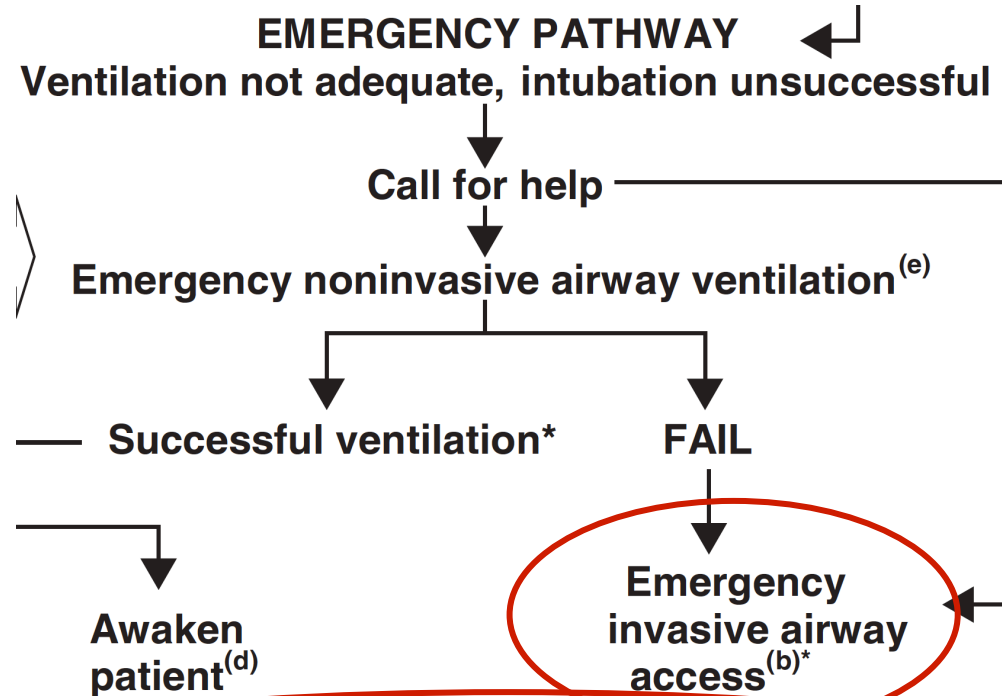 EMERGENCY PATHWAY
Ventilation not adequate, intubation unsuccessful
Call for help
Emergency noninvasive airway ventilation(e)
Successful ventilation*
FAIL
Emergency
invasive airway
access(b)*
Awaken
patient(d)